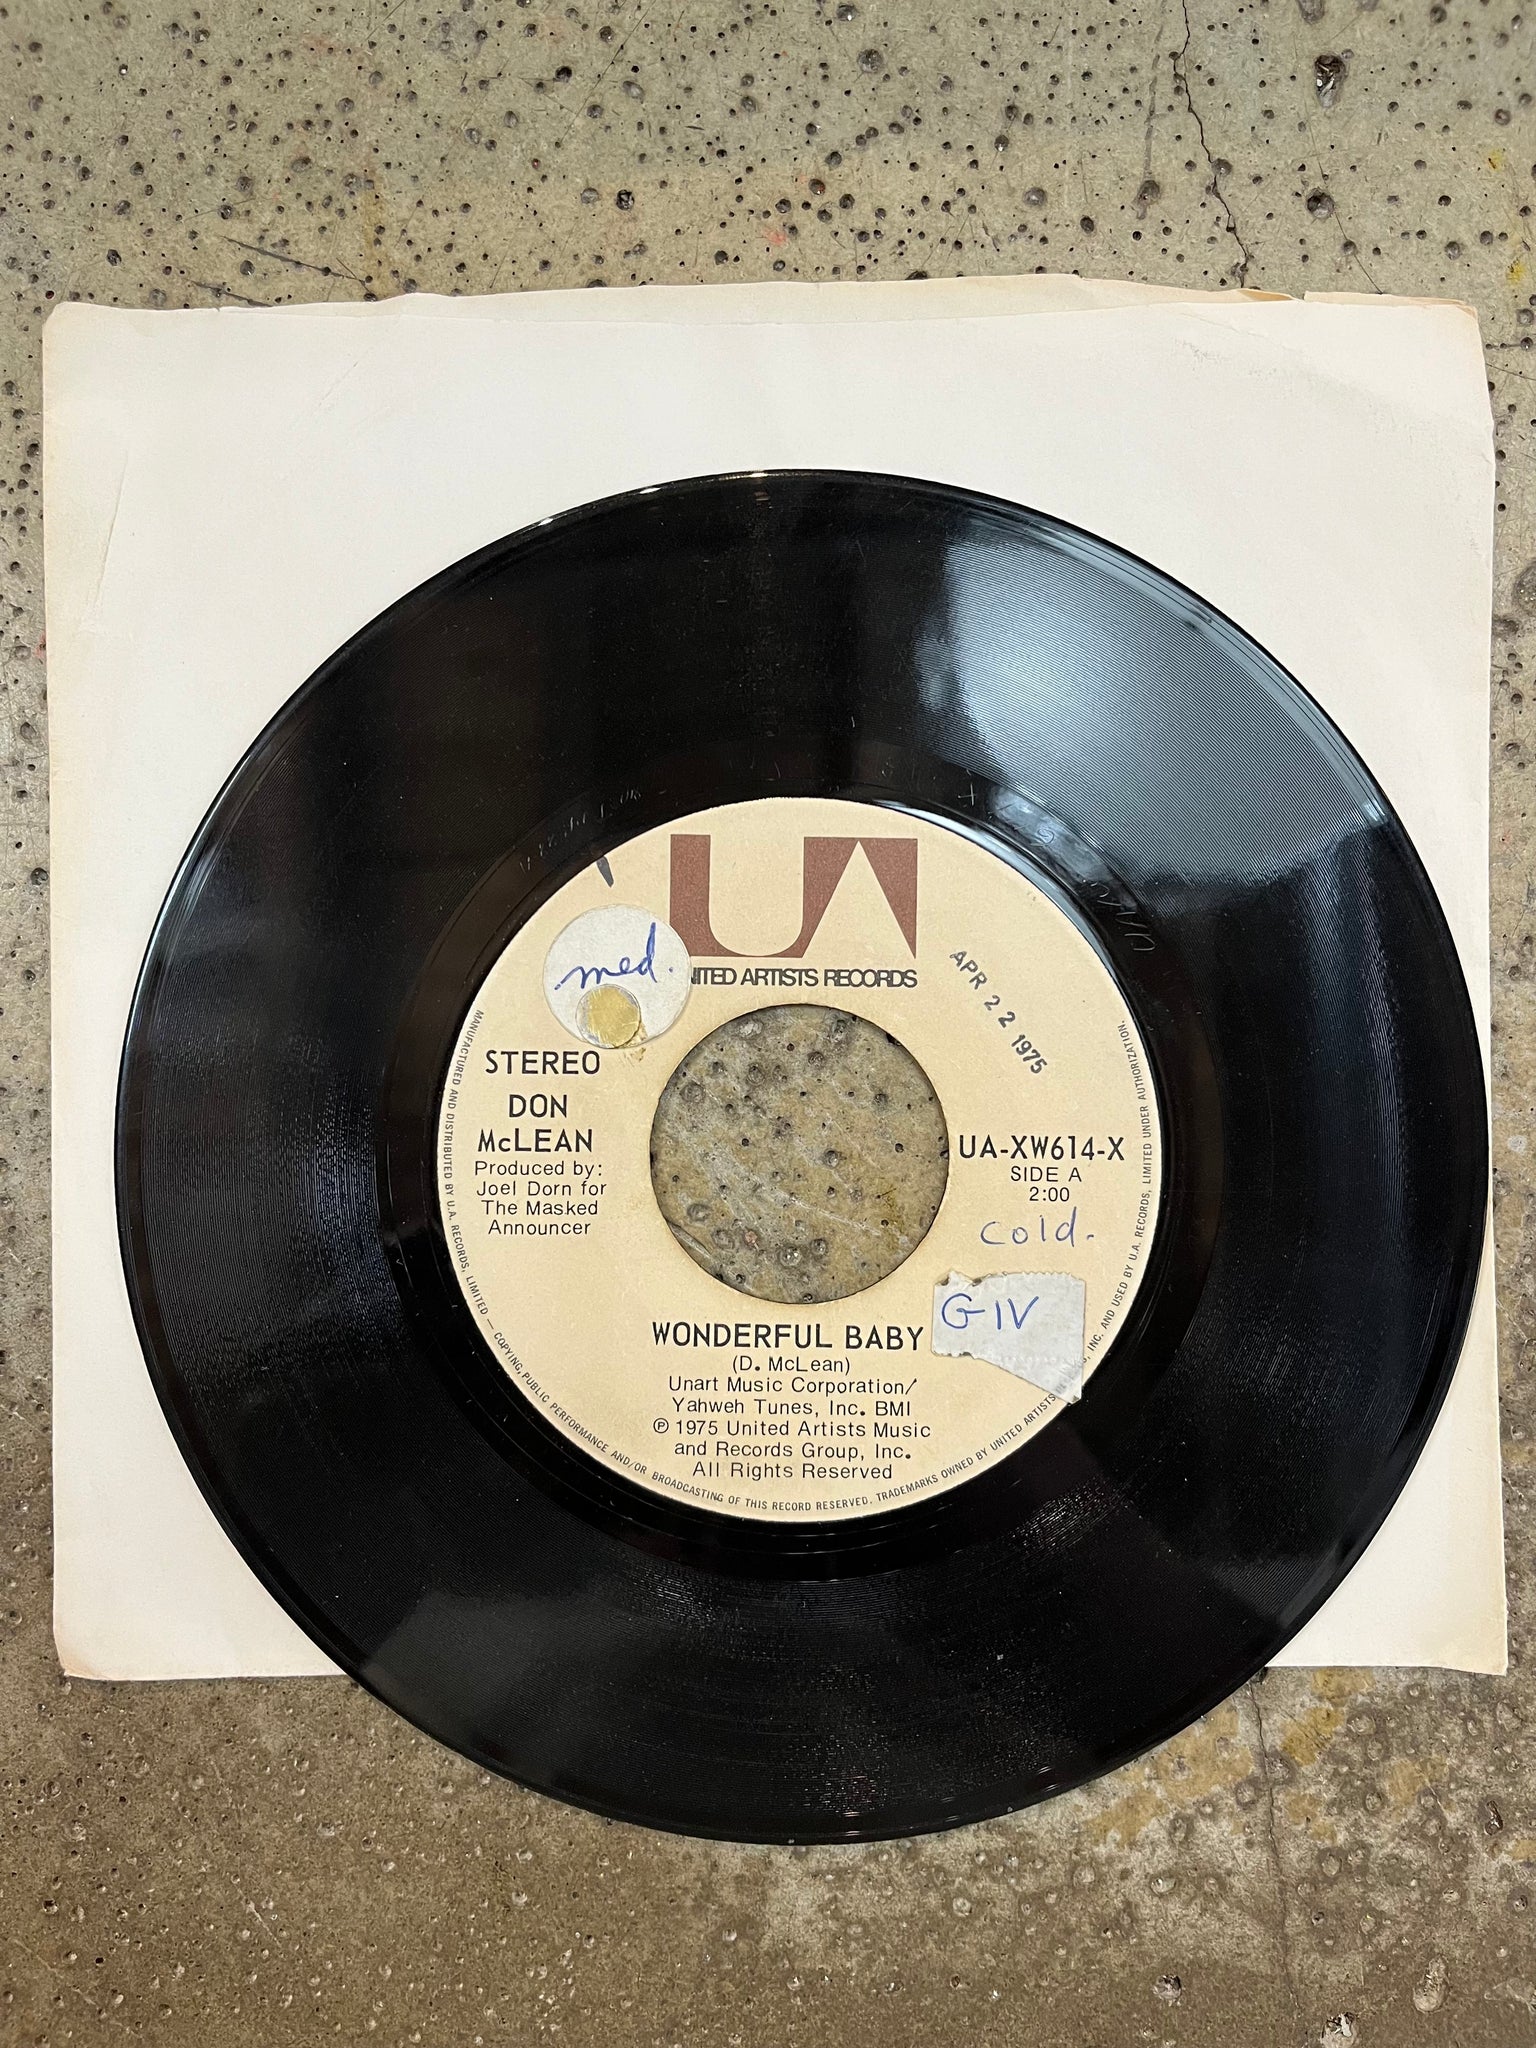 UA
NITED ARTISTS RECORDS
med.
APR 22 1975
STEREO
DON
McLEAN
Produced by:
Joel Dorn for
The Masked
Announcer
UA-XW614-X
SIDE A
2:00
cold.
GIV
WONDERFUL BABY
(D. McLean)
Unart Music Corporation/
Yahweh Tunes, Inc. BMI
℗ 1975 United Artists Music
and Records Group, Inc.
All Rights Reserved
MANUFACTURED AND DISTRIBUTED BY U.A. RECORDS, LIMITED — COPYING, PUBLIC PERFORMANCE AND/OR BROADCASTING OF THIS RECORD RESERVED. TRADEMARKS OWNED BY UNITED ARTISTS INC. AND USED BY U.A. RECORDS, LIMITED UNDER AUTHORIZATION.